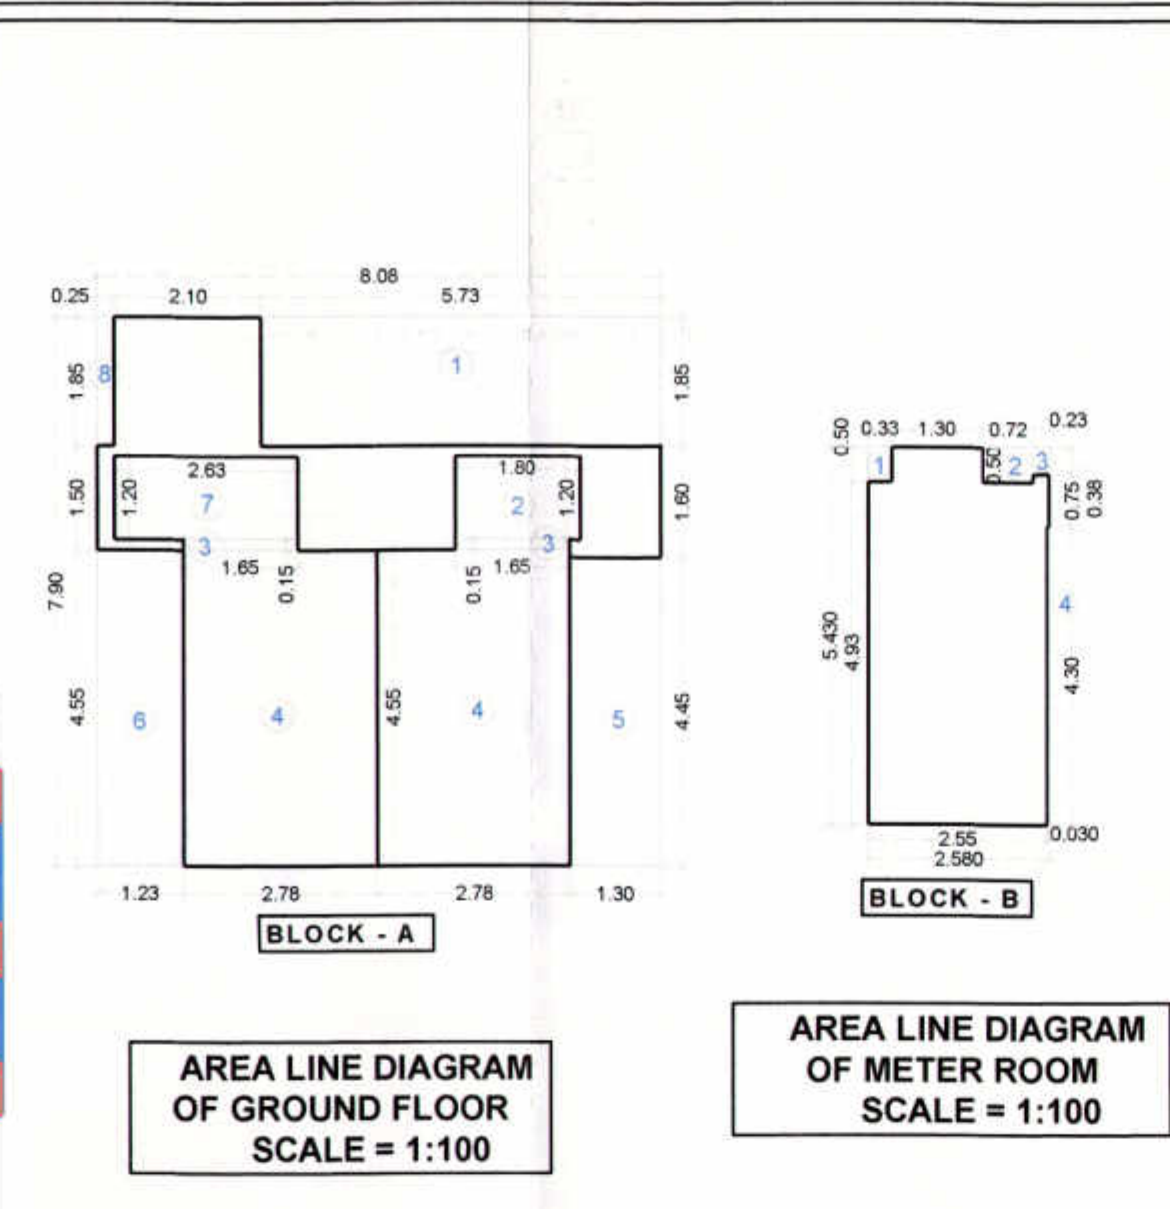 8.08
0.25 2.10 5.73
1.85 8 1 1.85
1.50 1.20 2.63 7 1.80 2 1.20 1.60
3 1.65 0.15 0.15 1.65 3
7.90
4.55 6 4 4.55 4 5 4.45
1.23 2.78 2.78 1.30
BLOCK - A
AREA LINE DIAGRAM
OF GROUND FLOOR
SCALE = 1:100
0.50 0.33 1.30 0.72 0.23
1 0.50 2 3
0.75
0.38
5.430
4.93
4
4.30
2.55 0.030
2.580
BLOCK - B
AREA LINE DIAGRAM
OF METER ROOM
SCALE = 1:100